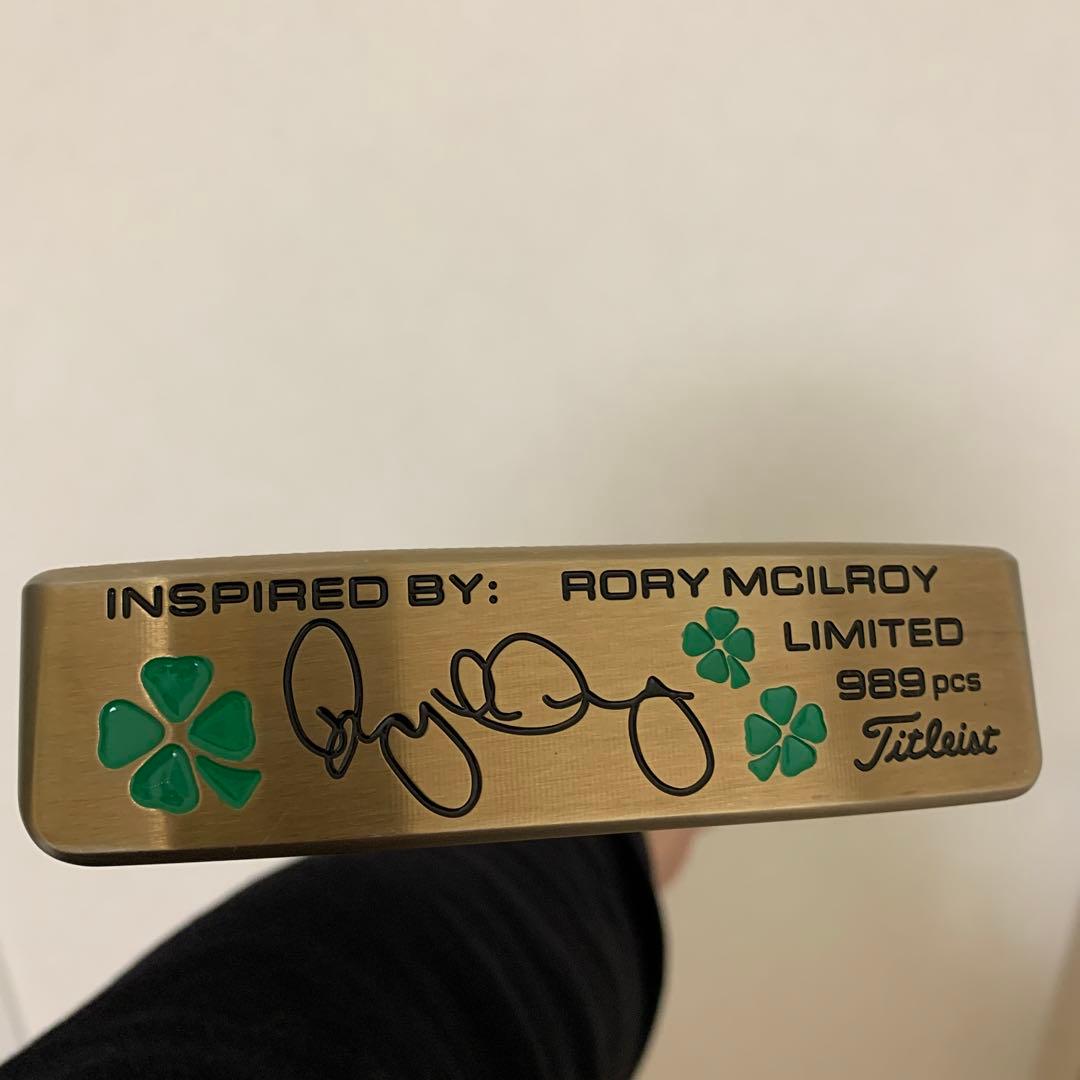 INSPIRED BY: RORY MCILROY
LIMITED
989 pcs
Titleist